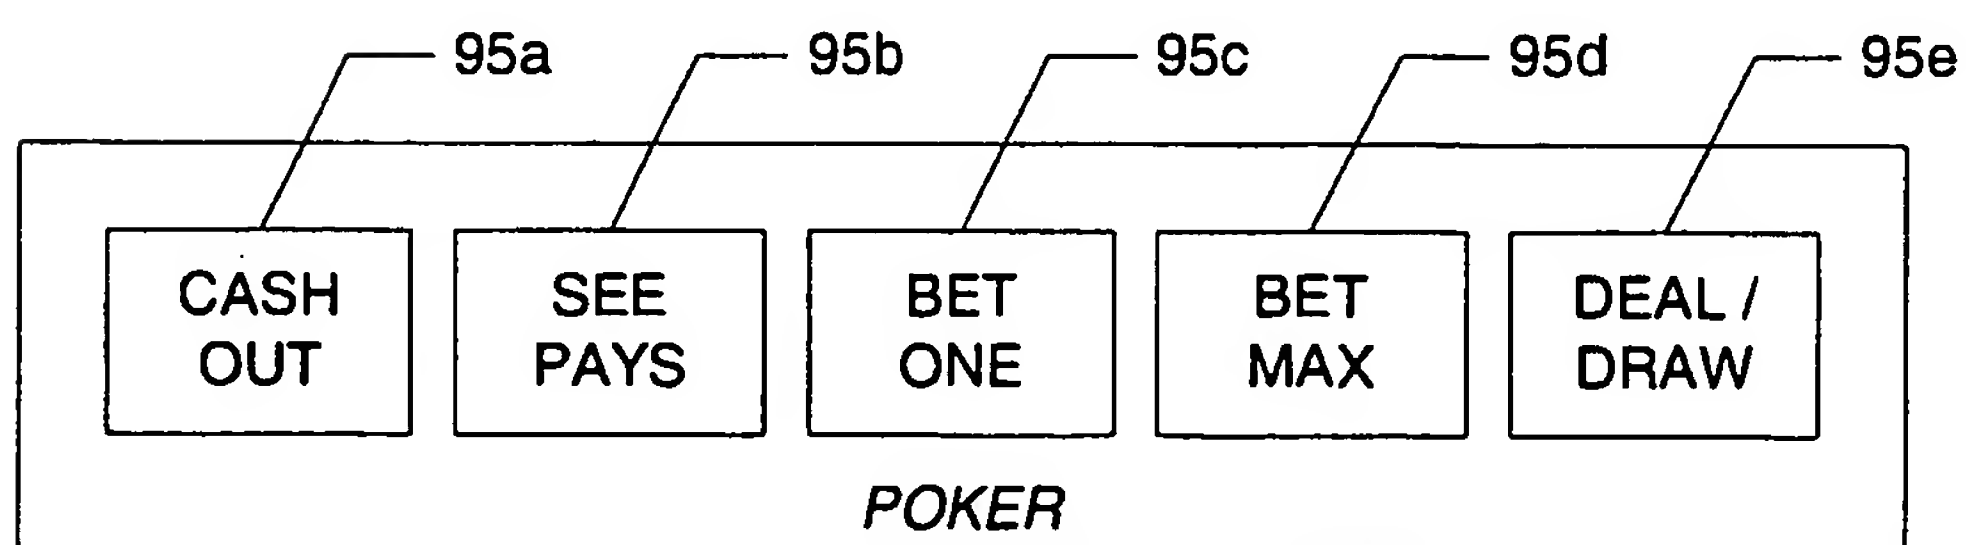 95a 95b 95c 95d 95e
CASH OUT
SEE PAYS
BET ONE
BET MAX
DEAL / DRAW
POKER